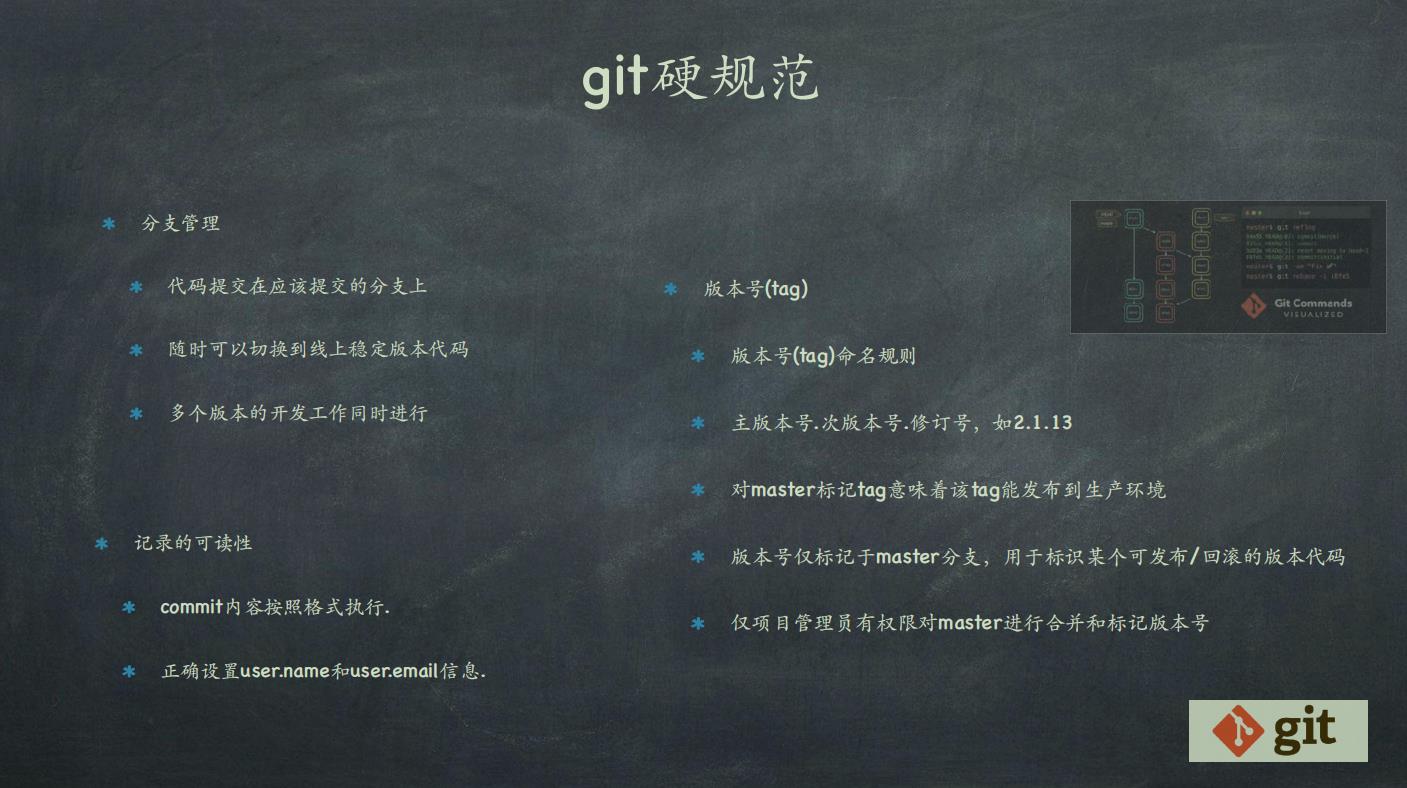 git硬规范
分支管理
代码提交在应该提交的分支上
随时可以切换到线上稳定版本代码
多个版本的开发工作同时进行
记录的可读性
commit内容按照格式执行.
正确设置user.name和user.email信息.
版本号(tag)
版本号(tag)命名规则
主版本号.次版本号.修订号，如2.1.13
对master标记tag意味着该tag能发布到生产环境
版本号仅标记于master分支，用于标识某个可发布/回滚的版本代码
仅项目管理员有权限对master进行合并和标记版本号
master$ git reflog
Git Commands
VISUALIZED
git